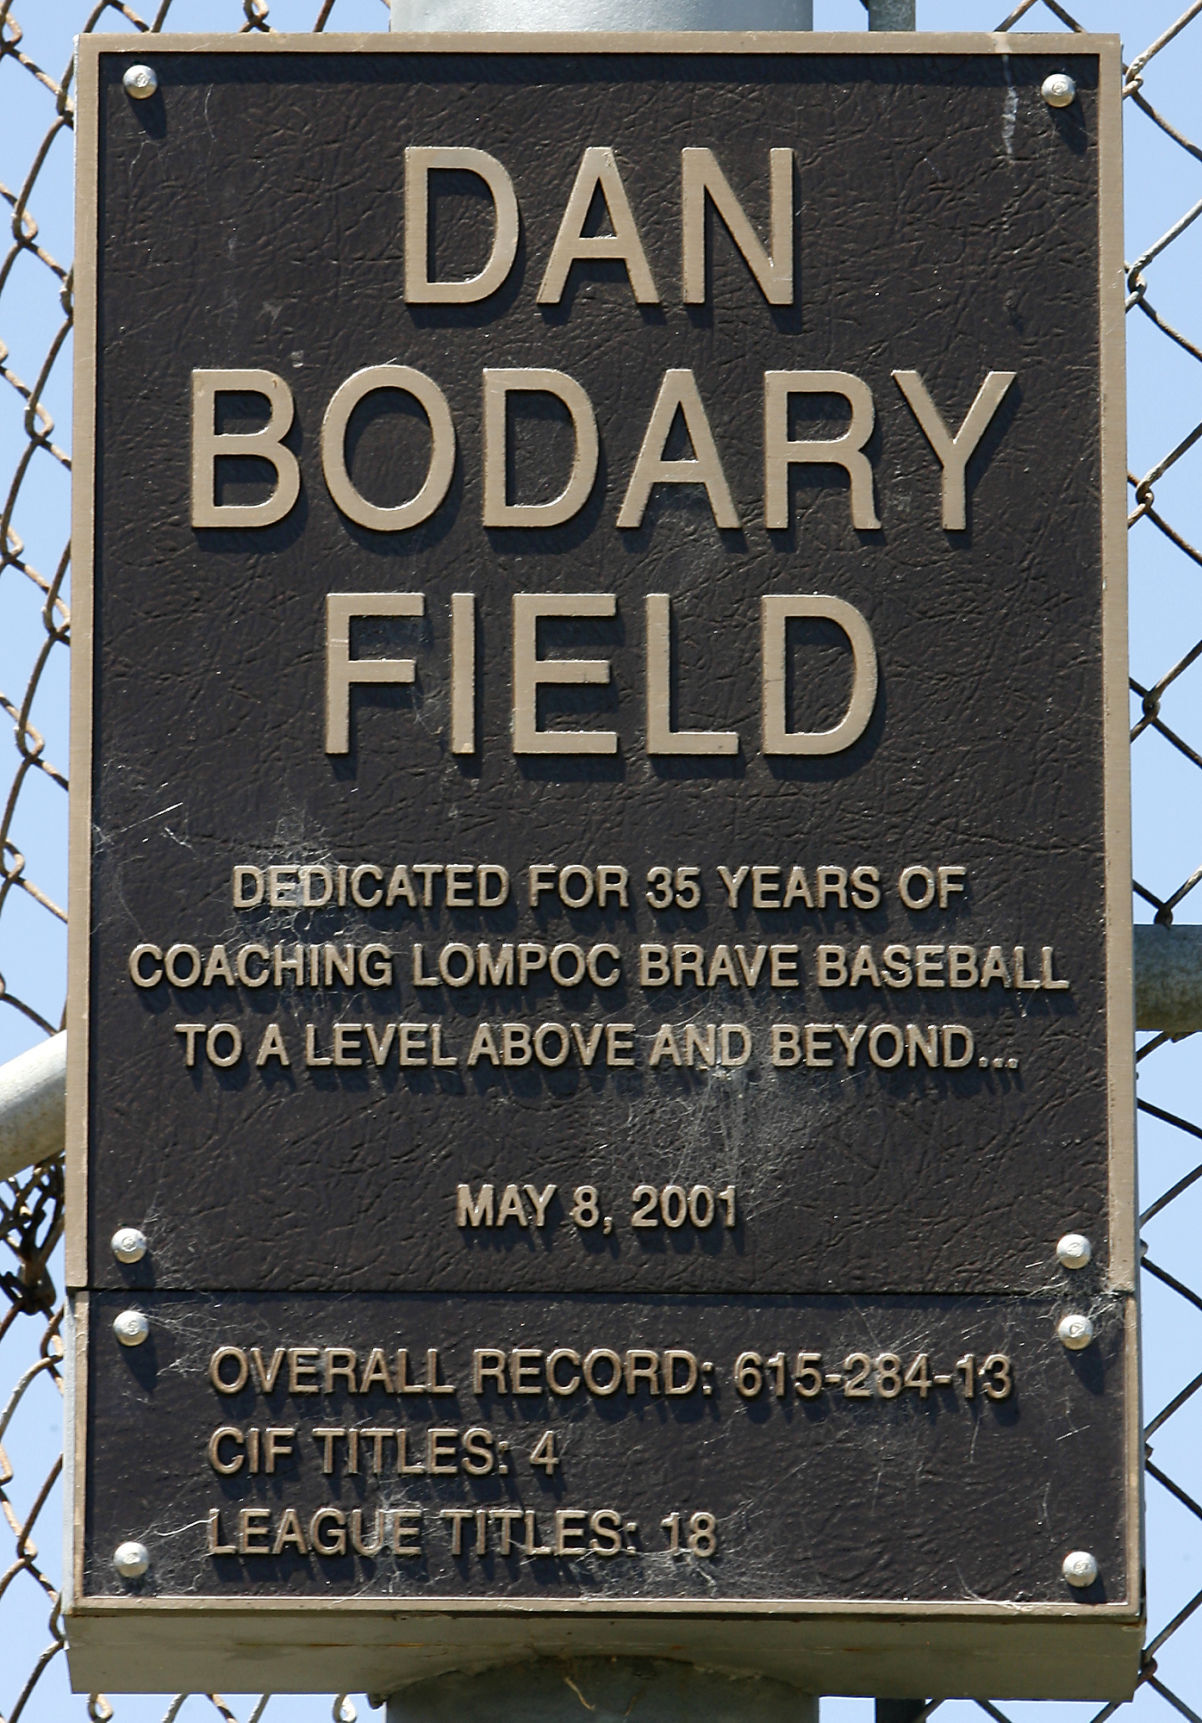 DAN
BODARY
FIELD
DEDICATED FOR 35 YEARS OF
COACHING LOMPOC BRAVE BASEBALL
TO A LEVEL ABOVE AND BEYOND...
MAY 8, 2001
OVERALL RECORD: 615-284-13
CIF TITLES: 4
LEAGUE TITLES: 18